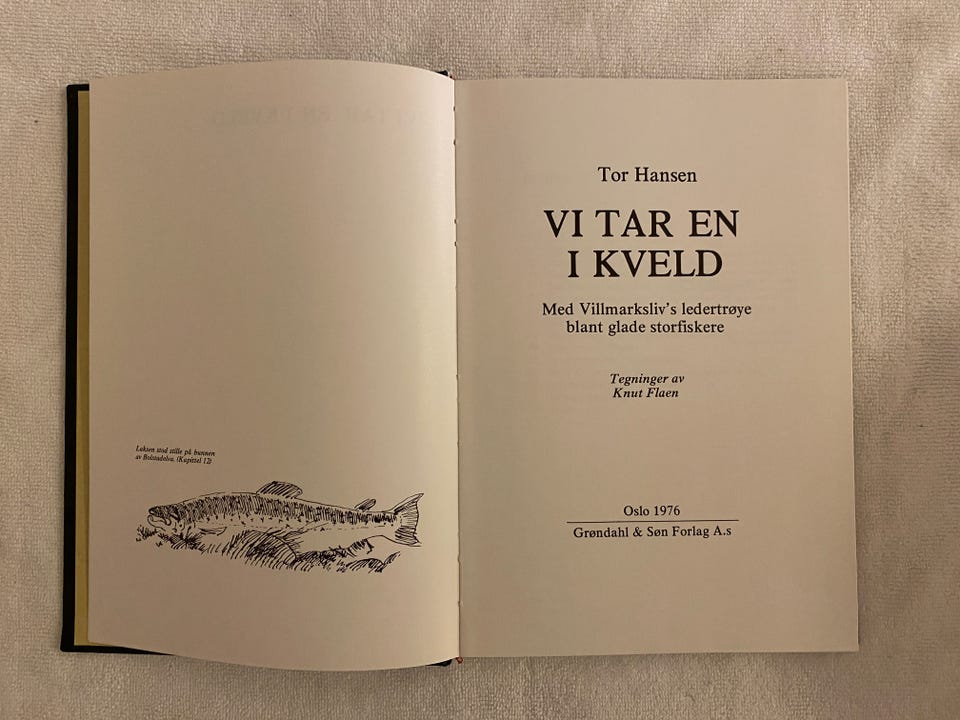 Laksen stod stille på bunnen
av Bolstadelva. (Kapittel 12)
Tor Hansen
VI TAR EN
I KVELD
Med Villmarksliv's ledertrøye
blant glade storfiskere
Tegninger av
Knut Flaen
Oslo 1976
Grøndahl & Søn Forlag A.s